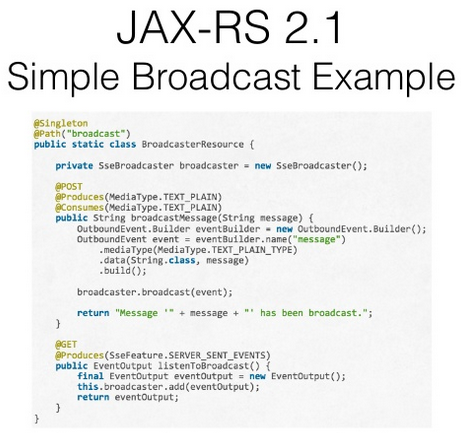 JAX-RS 2.1
Simple Broadcast Example
@Singleton
@Path("broadcast")
public static class BroadcasterResource {
    private SseBroadcaster broadcaster = new SseBroadcaster();
    @POST
    @Produces(MediaType.TEXT_PLAIN)
    @Consumes(MediaType.TEXT_PLAIN)
    public String broadcastMessage(String message) {
        OutboundEvent.Builder eventBuilder = new OutboundEvent.Builder();
        OutboundEvent event = eventBuilder.name("message")
            .mediaType(MediaType.TEXT_PLAIN_TYPE)
            .data(String.class, message)
            .build();
        broadcaster.broadcast(event);
        return "Message '" + message + "' has been broadcast.";
    }
    @GET
    @Produces(SseFeature.SERVER_SENT_EVENTS)
    public EventOutput listenToBroadcast() {
        final EventOutput eventOutput = new EventOutput();
        this.broadcaster.add(eventOutput);
        return eventOutput;
    }
}